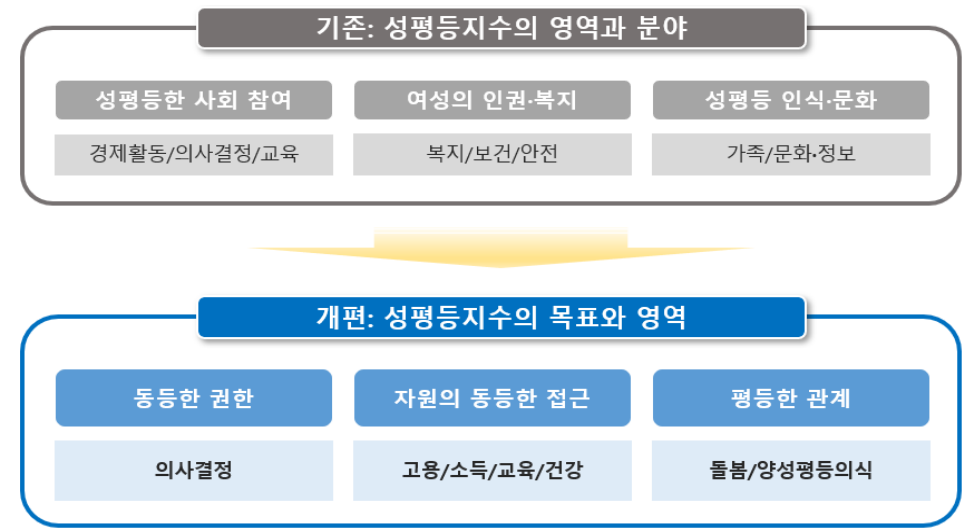 기존: 성평등지수의 영역과 분야
성평등한 사회 참여
여성의 인권·복지
성평등 인식·문화
경제활동/의사결정/교육
복지/보건/안전
가족/문화·정보
개편: 성평등지수의 목표와 영역
동등한 권한
자원의 동등한 접근
평등한 관계
의사결정
고용/소득/교육/건강
돌봄/양성평등의식